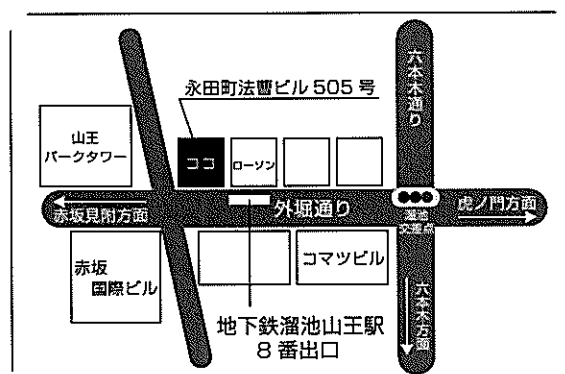 六本木通り
永田町法曹ビル 505 号
山王
パークタワー
ココ
ローソン
赤坂見附方面
外堀通り
溜池
交差点
虎ノ門方面
赤坂
国際ビル
コマツビル
六本木方面
地下鉄溜池山王駅
8 番出口